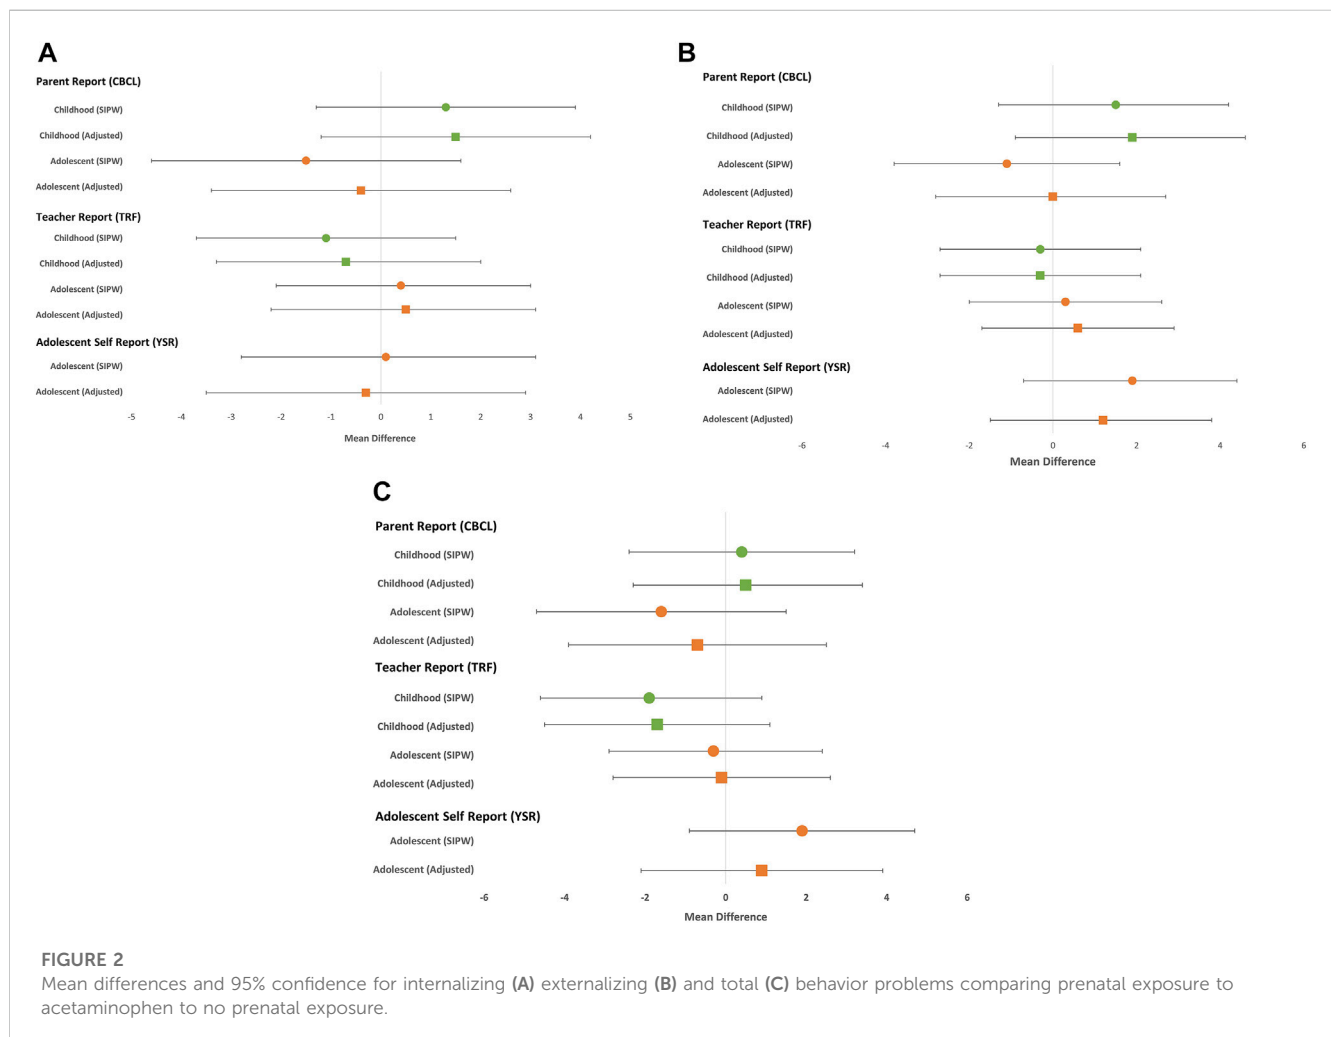 A
Parent Report (CBCL)
Childhood (SIPW)
Childhood (Adjusted)
Adolescent (SIPW)
Adolescent (Adjusted)
Teacher Report (TRF)
Childhood (SIPW)
Childhood (Adjusted)
Adolescent (SIPW)
Adolescent (Adjusted)
Adolescent Self Report (YSR)
Adolescent (SIPW)
Adolescent (Adjusted)
-5 -4 -3 -2 -1 0 1 2 3 4 5
Mean Difference
B
Parent Report (CBCL)
Childhood (SIPW)
Childhood (Adjusted)
Adolescent (SIPW)
Adolescent (Adjusted)
Teacher Report (TRF)
Childhood (SIPW)
Childhood (Adjusted)
Adolescent (SIPW)
Adolescent (Adjusted)
Adolescent Self Report (YSR)
Adolescent (SIPW)
Adolescent (Adjusted)
-6 -4 -2 0 2 4 6
Mean Difference
C
Parent Report (CBCL)
Childhood (SIPW)
Childhood (Adjusted)
Adolescent (SIPW)
Adolescent (Adjusted)
Teacher Report (TRF)
Childhood (SIPW)
Childhood (Adjusted)
Adolescent (SIPW)
Adolescent (Adjusted)
Adolescent Self Report (YSR)
Adolescent (SIPW)
Adolescent (Adjusted)
-6 -4 -2 0 2 4 6
Mean Difference
FIGURE 2
Mean differences and 95% confidence for internalizing (A) externalizing (B) and total (C) behavior problems comparing prenatal exposure to
acetaminophen to no prenatal exposure.